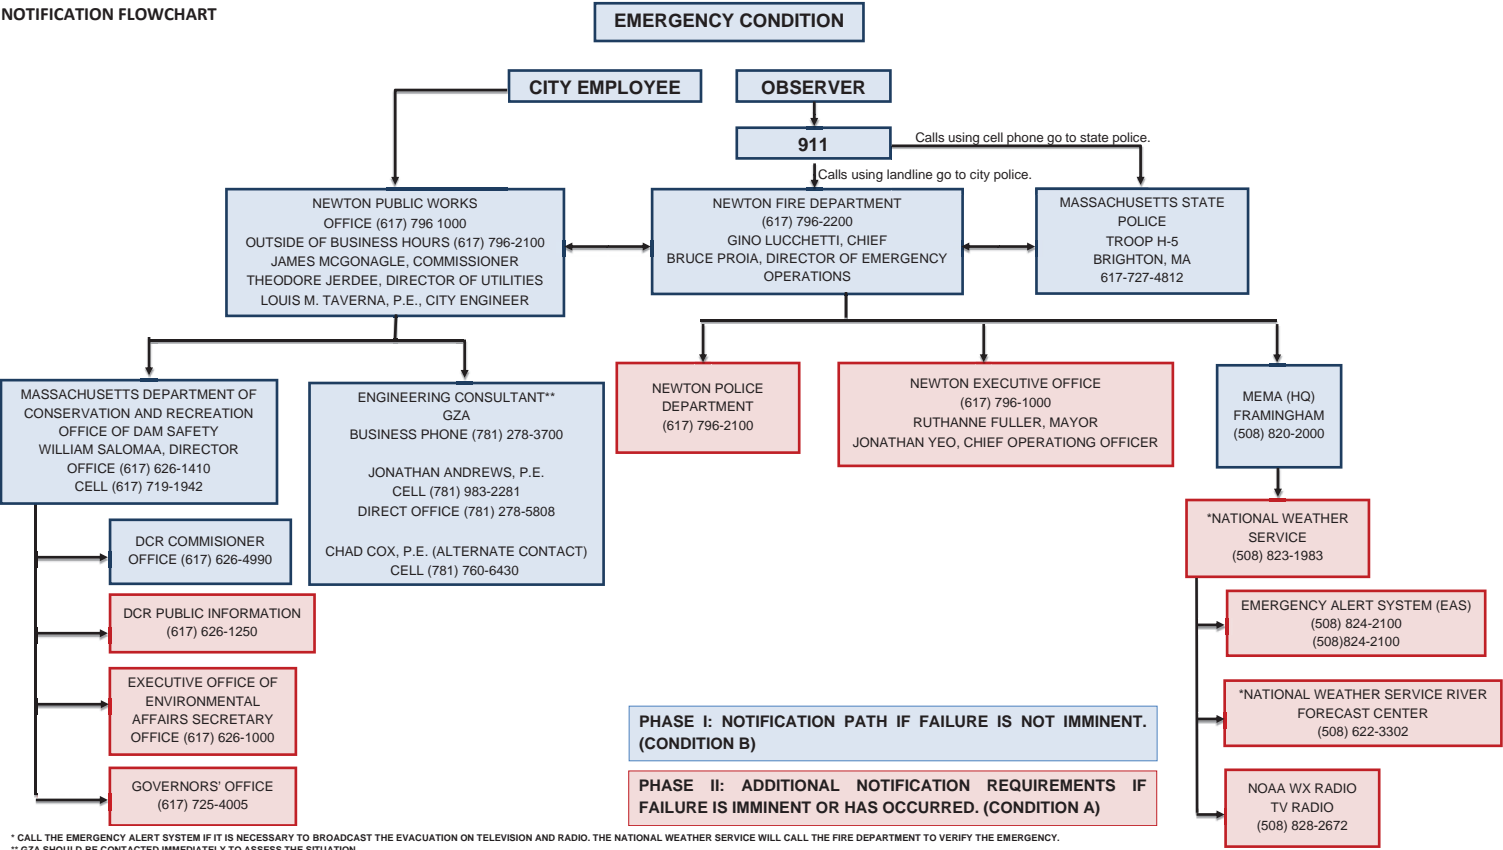 NOTIFICATION FLOWCHART
EMERGENCY CONDITION
CITY EMPLOYEE
OBSERVER
911
Calls using cell phone go to state police.
Calls using landline go to city police.
NEWTON PUBLIC WORKS
OFFICE (617) 796 1000
OUTSIDE OF BUSINESS HOURS (617) 796-2100
JAMES MCGONAGLE, COMMISSIONER
THEODORE JERDEE, DIRECTOR OF UTILITIES
LOUIS M. TAVERNA, P.E., CITY ENGINEER
NEWTON FIRE DEPARTMENT
(617) 796-2200
GINO LUCCHETTI, CHIEF
BRUCE PROIA, DIRECTOR OF EMERGENCY
OPERATIONS
MASSACHUSETTS STATE
POLICE
TROOP H-5
BRIGHTON, MA
617-727-4812
MASSACHUSETTS DEPARTMENT OF
CONSERVATION AND RECREATION
OFFICE OF DAM SAFETY
WILLIAM SALOMAA, DIRECTOR
OFFICE (617) 626-1410
CELL (617) 719-1942
ENGINEERING CONSULTANT**
GZA
BUSINESS PHONE (781) 278-3700
JONATHAN ANDREWS, P.E.
CELL (781) 983-2281
DIRECT OFFICE (781) 278-5808
CHAD COX, P.E. (ALTERNATE CONTACT)
CELL (781) 760-6430
NEWTON POLICE
DEPARTMENT
(617) 796-2100
NEWTON EXECUTIVE OFFICE
(617) 796-1000
RUTHANNE FULLER, MAYOR
JONATHAN YEO, CHIEF OPERATIONG OFFICER
MEMA (HQ)
FRAMINGHAM
(508) 820-2000
DCR COMMISIONER
OFFICE (617) 626-4990
DCR PUBLIC INFORMATION
(617) 626-1250
EXECUTIVE OFFICE OF
ENVIRONMENTAL
AFFAIRS SECRETARY
OFFICE (617) 626-1000
GOVERNORS' OFFICE
(617) 725-4005
*NATIONAL WEATHER
SERVICE
(508) 823-1983
EMERGENCY ALERT SYSTEM (EAS)
(508) 824-2100
(508)824-2100
*NATIONAL WEATHER SERVICE RIVER
FORECAST CENTER
(508) 622-3302
NOAA WX RADIO
TV RADIO
(508) 828-2672
PHASE I: NOTIFICATION PATH IF FAILURE IS NOT IMMINENT.
(CONDITION B)
PHASE II: ADDITIONAL NOTIFICATION REQUIREMENTS IF
FAILURE IS IMMINENT OR HAS OCCURRED. (CONDITION A)
* CALL THE EMERGENCY ALERT SYSTEM IF IT IS NECESSARY TO BROADCAST THE EVACUATION ON TELEVISION AND RADIO. THE NATIONAL WEATHER SERVICE WILL CALL THE FIRE DEPARTMENT TO VERIFY THE EMERGENCY.
** GZA SHOULD BE CONTACTED IMMEDIATELY TO ASSESS THE SITUATION